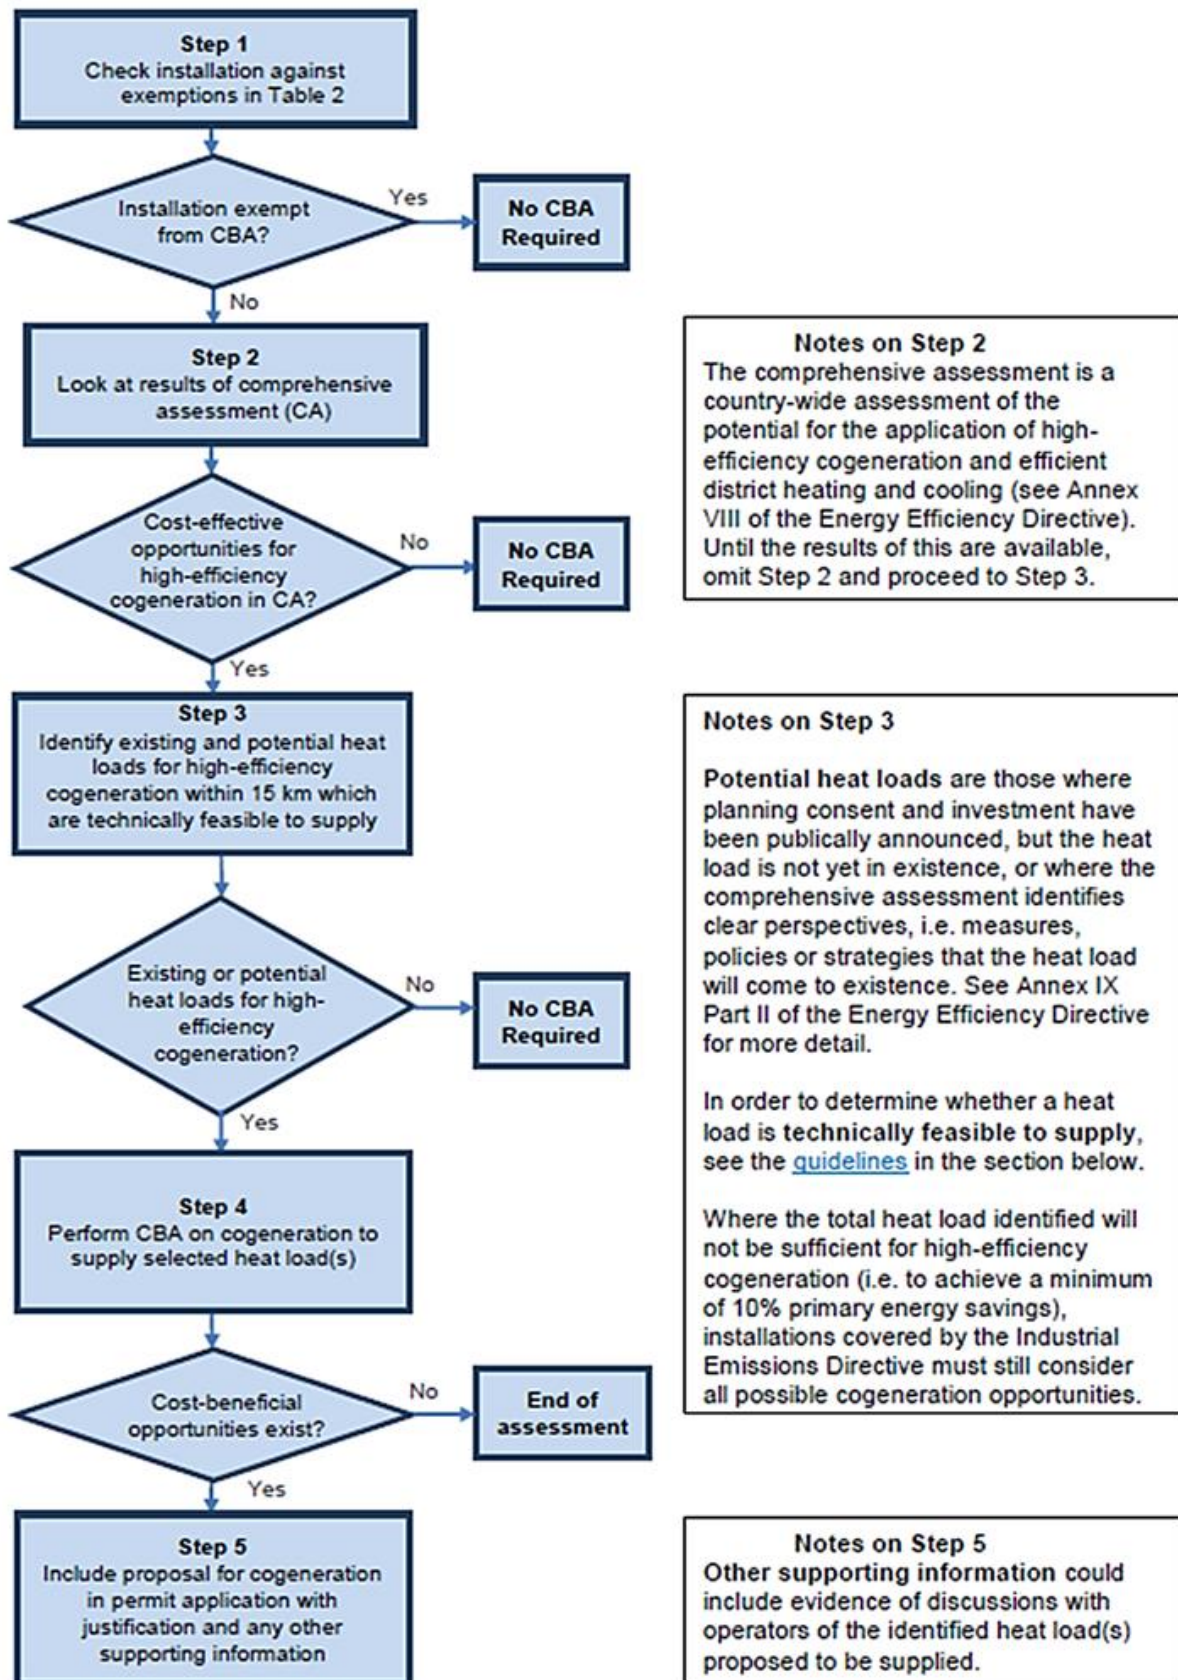 Step 1
Check installation against
exemptions in Table 2
Installation exempt
from CBA?
Yes
No CBA
Required
No
Step 2
Look at results of comprehensive
assessment (CA)
Notes on Step 2
The comprehensive assessment is a
country-wide assessment of the
potential for the application of high-
efficiency cogeneration and efficient
district heating and cooling (see Annex
VIII of the Energy Efficiency Directive).
Until the results of this are available,
omit Step 2 and proceed to Step 3.
Cost-effective
opportunities for
high-efficiency
cogeneration in CA?
No
No CBA
Required
Yes
Step 3
Identify existing and potential heat
loads for high-efficiency
cogeneration within 15 km which
are technically feasible to supply
Notes on Step 3
Potential heat loads are those where
planning consent and investment have
been publically announced, but the heat
load is not yet in existence, or where the
comprehensive assessment identifies
clear perspectives, i.e. measures,
policies or strategies that the heat load
will come to existence. See Annex IX
Part II of the Energy Efficiency Directive
for more detail.
In order to determine whether a heat
load is technically feasible to supply,
see the guidelines in the section below.
Where the total heat load identified will
not be sufficient for high-efficiency
cogeneration (i.e. to achieve a minimum
of 10% primary energy savings),
installations covered by the Industrial
Emissions Directive must still consider
all possible cogeneration opportunities.
Existing or potential
heat loads for high-
efficiency
cogeneration?
No
No CBA
Required
Yes
Step 4
Perform CBA on cogeneration to
supply selected heat load(s)
Cost-beneficial
opportunities exist?
No
End of
assessment
Yes
Step 5
Include proposal for cogeneration
in permit application with
justification and any other
supporting information
Notes on Step 5
Other supporting information could
include evidence of discussions with
operators of the identified heat load(s)
proposed to be supplied.